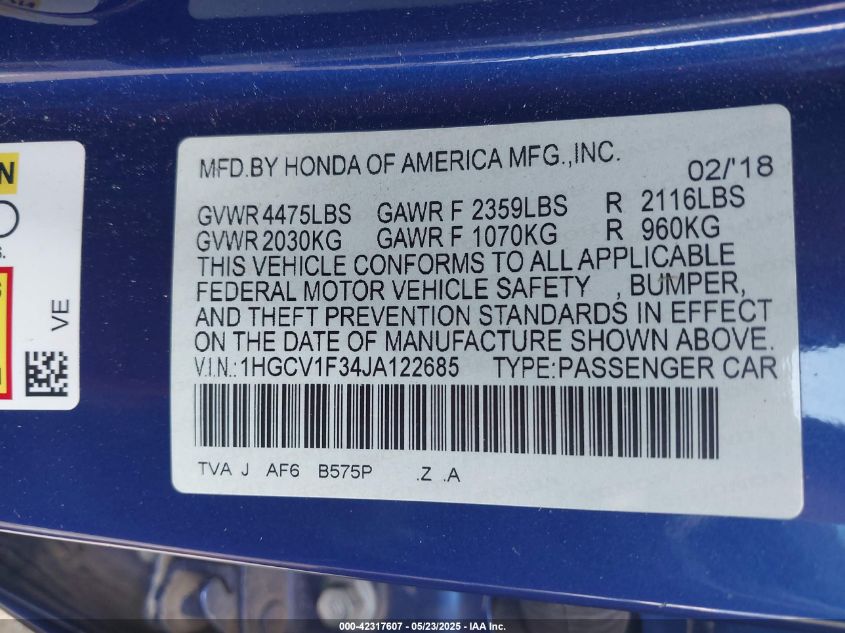 MFD.BY HONDA OF AMERICA MFG.,INC. 02/'18
GVWR 4475LBS GAWR F 2359LBS R 2116LBS
GVWR 2030KG GAWR F 1070KG R 960KG
THIS VEHICLE CONFORMS TO ALL APPLICABLE
FEDERAL MOTOR VEHICLE SAFETY , BUMPER,
AND THEFT PREVENTION STANDARDS IN EFFECT
ON THE DATE OF MANUFACTURE SHOWN ABOVE.
V.I.N.:1HGCV1F34JA122685 TYPE:PASSENGER CAR
TVA J AF6 B575P .Z .A
VE
000-42317607 - 05/23/2025 - IAA Inc.